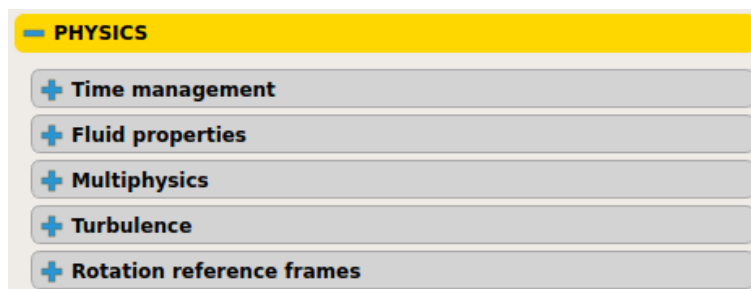 PHYSICS
Time management
Fluid properties
Multiphysics
Turbulence
Rotation reference frames